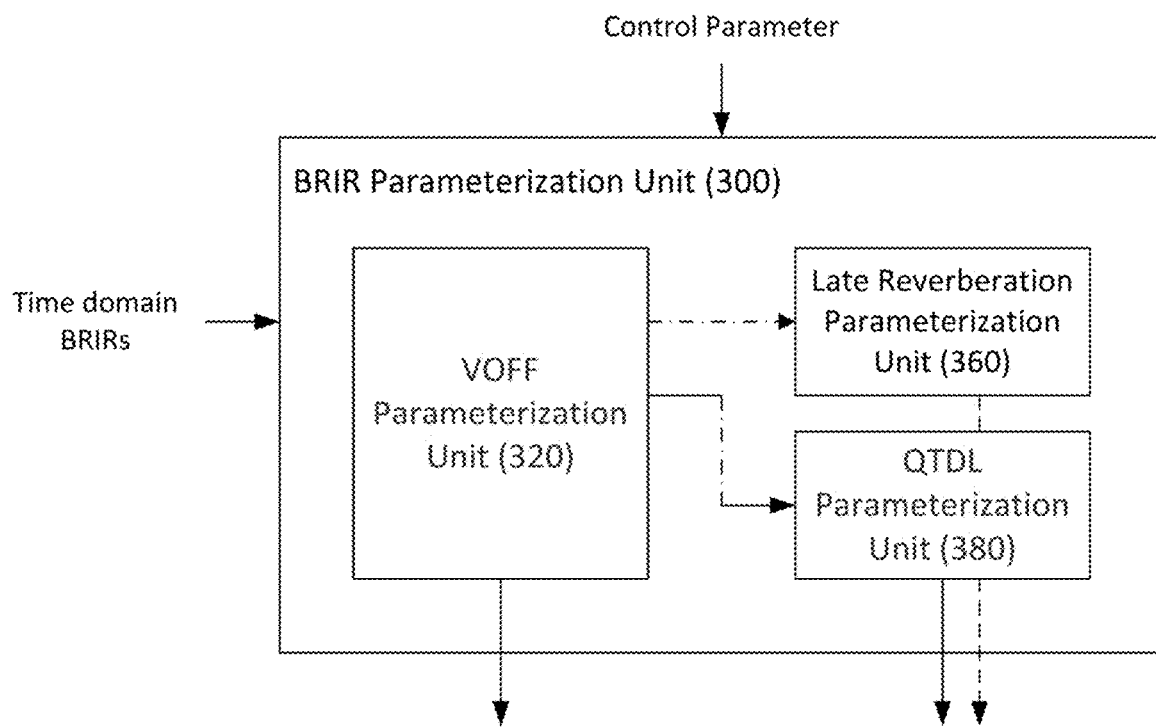 Control Parameter
BRIR Parameterization Unit (300)
Time domain
BRIRs
VOFF
Parameterization
Unit (320)
Late Reverberation
Parameterization
Unit (360)
QTDL
Parameterization
Unit (380)